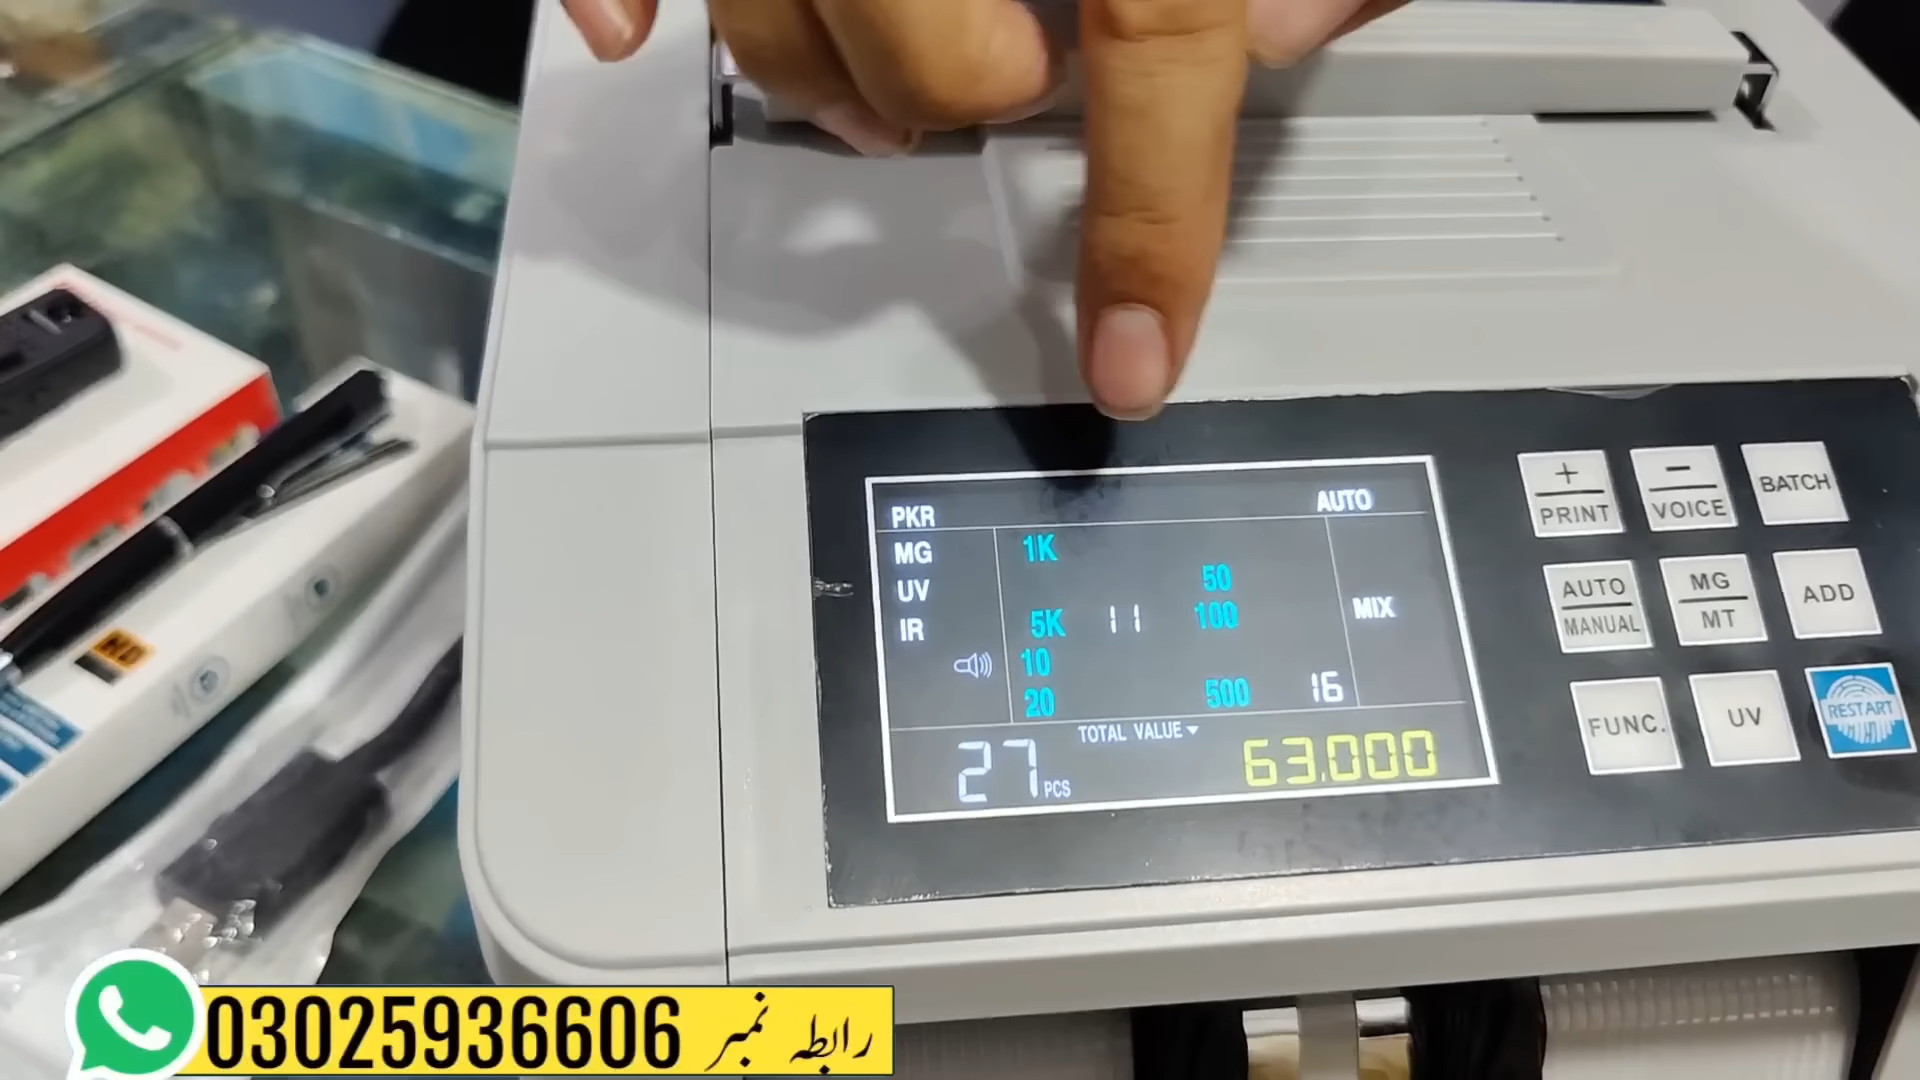 PKR AUTO
MG 1K
UV 50
IR 5K 11 100 MIX
10
20 500 16
TOTAL VALUE
27 PCS 63,000
+ PRINT
− VOICE
BATCH
AUTO MANUAL
MG MT
ADD
FUNC.
UV
RESTART
HD
03025936606 رابطہ نمبر